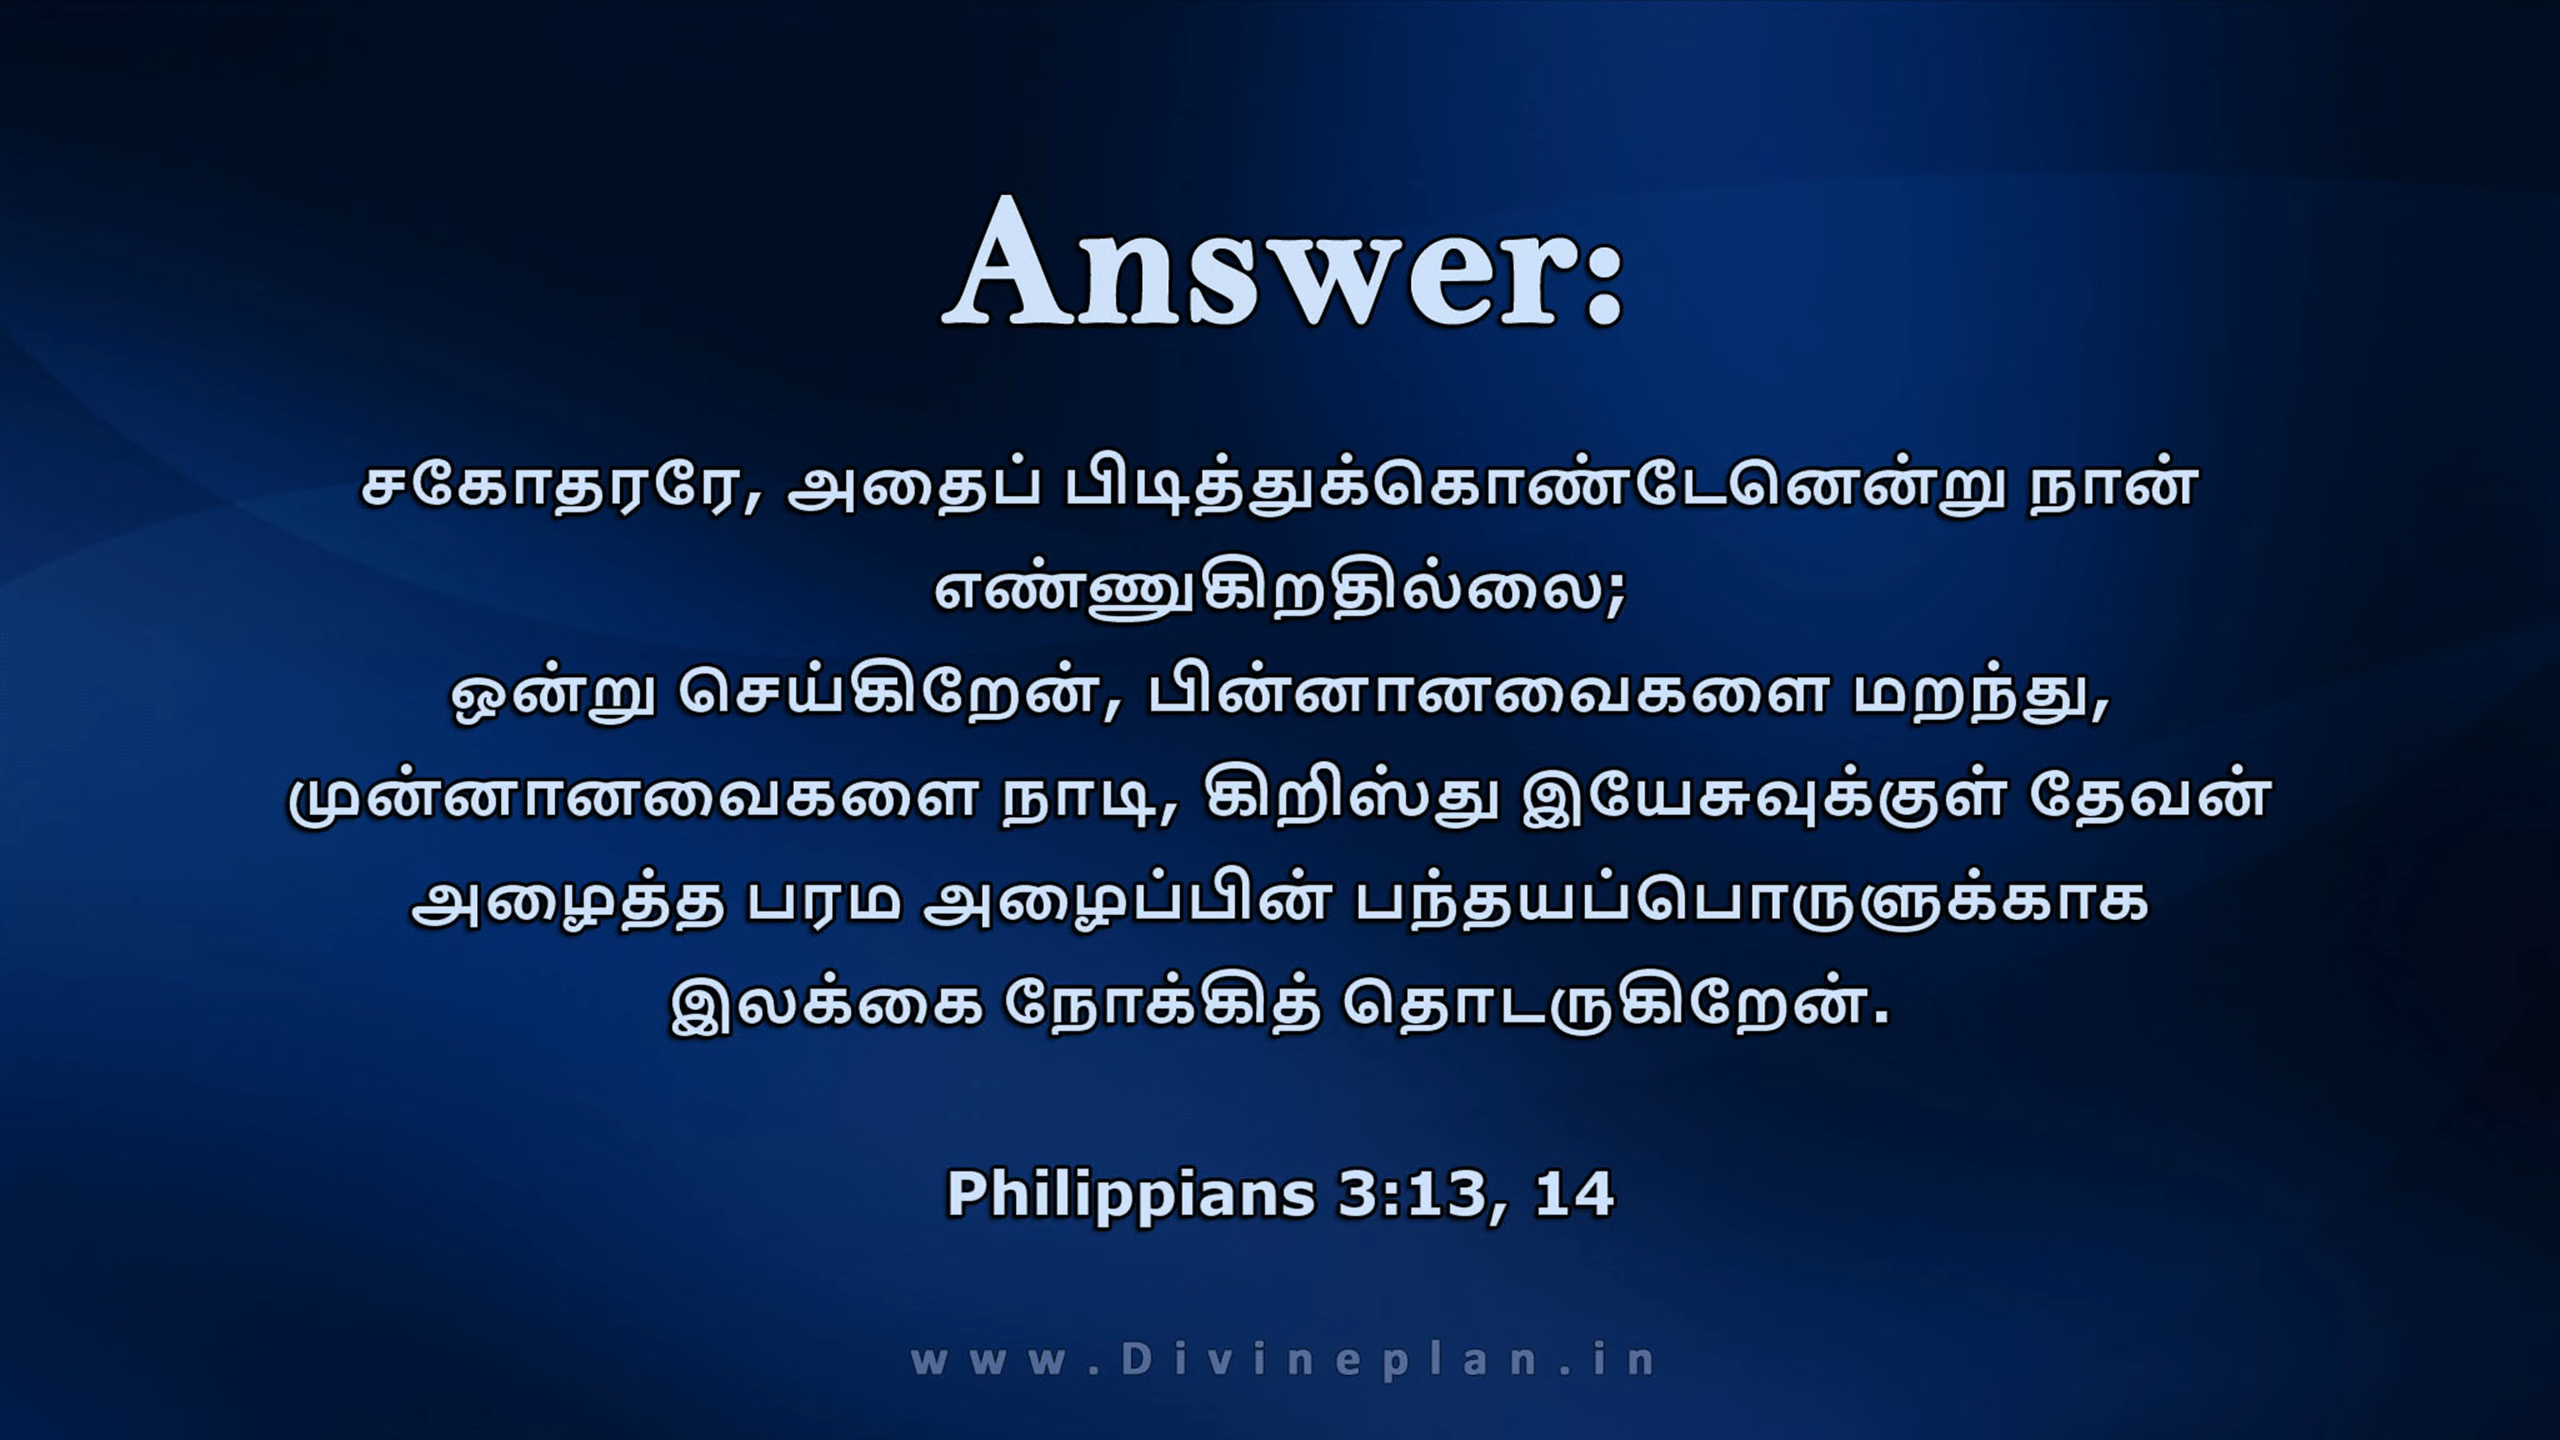 Answer:
சகோதரரே, அதைப் பிடித்துக்கொண்டேனென்று நான்
எண்ணுகிறதில்லை;
ஒன்று செய்கிறேன், பின்னானவைகளை மறந்து,
முன்னானவைகளை நாடி, கிறிஸ்து இயேசுவுக்குள் தேவன்
அழைத்த பரம அழைப்பின் பந்தயப்பொருளுக்காக
இலக்கை நோக்கித் தொடருகிறேன்.
Philippians 3:13, 14
www.Divineplan.in